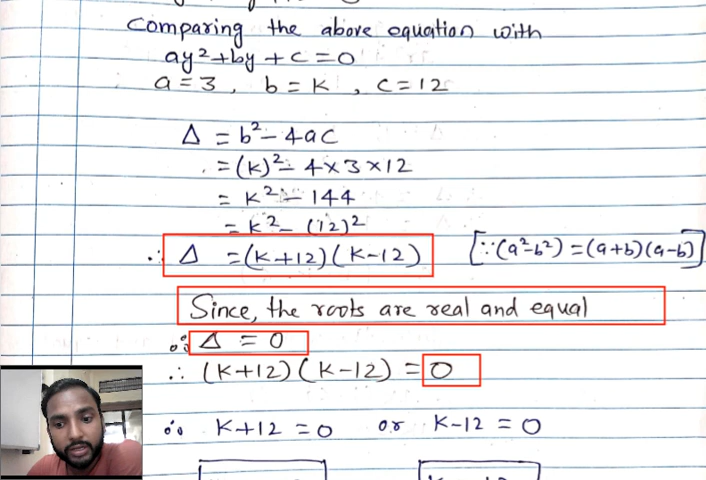 Comparing the above equation with
ay²+by+c=0
a=3, b=k, c=12
Δ = b²-4ac
=(k)²-4×3×12
= k²-144
= k²-(12)²
∴ Δ =(k+12)(k-12) [∵(a²-b²)=(a+b)(a-b)]
Since, the roots are real and equal
∴ Δ = 0
∴ (k+12)(k-12)=0
∴ k+12=0 or k-12=0